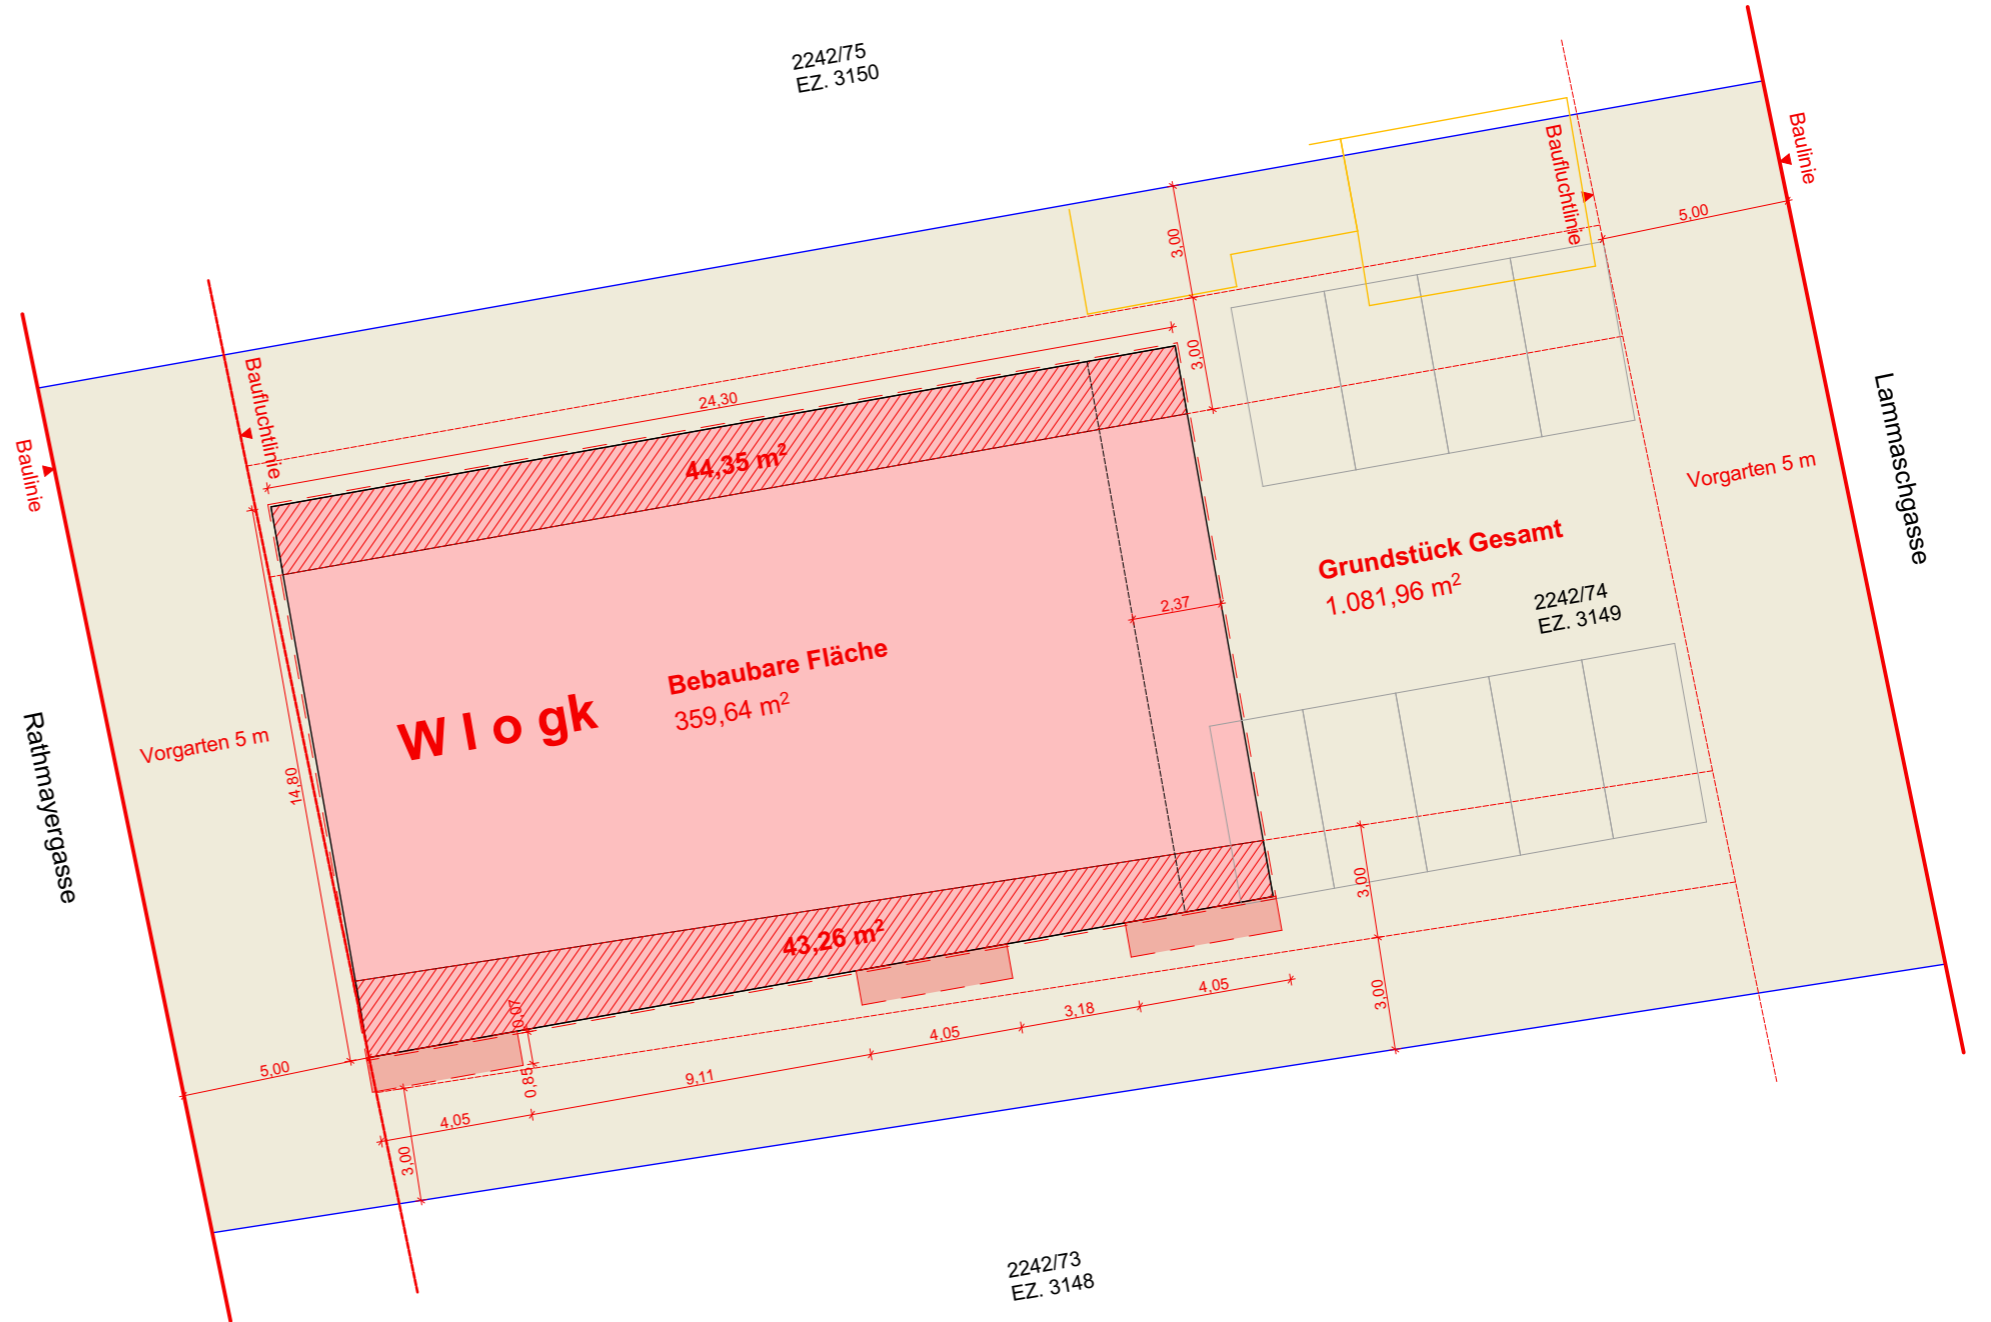 2242/75
EZ. 3150
Baulinie
Baufluchtlinie
5,00
3,00
3,00
Baufluchtlinie
Baulinie
24,30
44,35 m²
Lammaschgasse
Vorgarten 5 m
Grundstück Gesamt
1.081,96 m²
2242/74
EZ. 3149
2,37
Bebaubare Fläche
359,64 m²
W l o gk
Rathmayergasse
Vorgarten 5 m
14,80
43,26 m²
3,00
3,00
0,07
0,85
5,00
4,05
9,11
4,05
3,18
4,05
3,00
2242/73
EZ. 3148